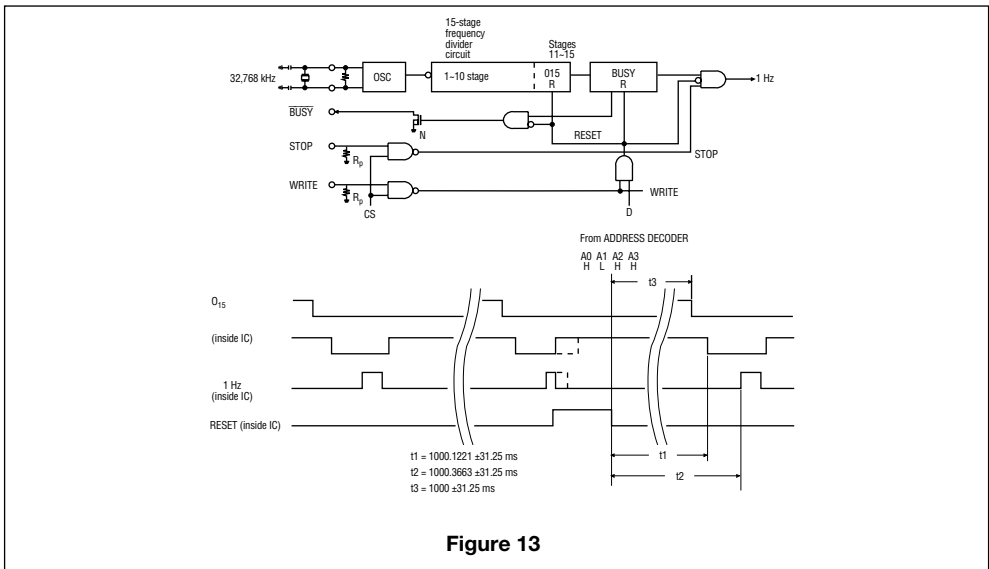 15-stage
frequency
divider
circuit
Stages
11~15
32,768 kHz
OSC
1~10 stage
015
R
BUSY
R
1 Hz
BUSY
N
RESET
STOP
Rp
STOP
WRITE
Rp
WRITE
CS
D
From ADDRESS DECODER
A0 A1 A2 A3
H L H H
t3
O15
(inside IC)
1 Hz
(inside IC)
RESET (inside IC)
t1 = 1000.1221 ±31.25 ms
t1
t2 = 1000.3663 ±31.25 ms
t2
t3 = 1000 ±31.25 ms
Figure 13